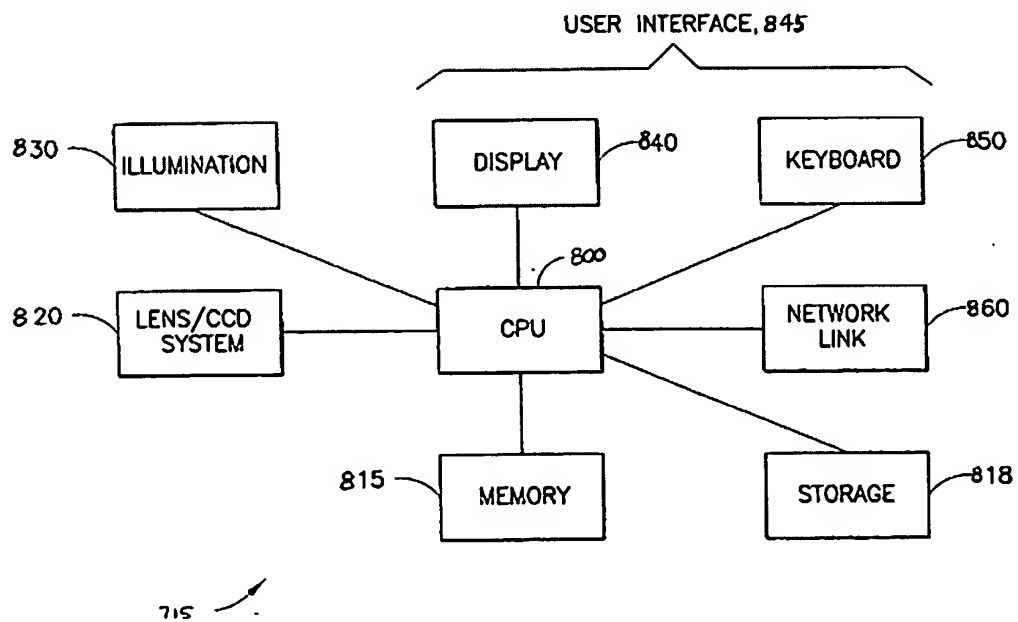 USER INTERFACE, 845
830
ILLUMINATION
DISPLAY
840
KEYBOARD
850
800
820
LENS/CCD
SYSTEM
CPU
NETWORK
LINK
860
815
MEMORY
STORAGE
818
715